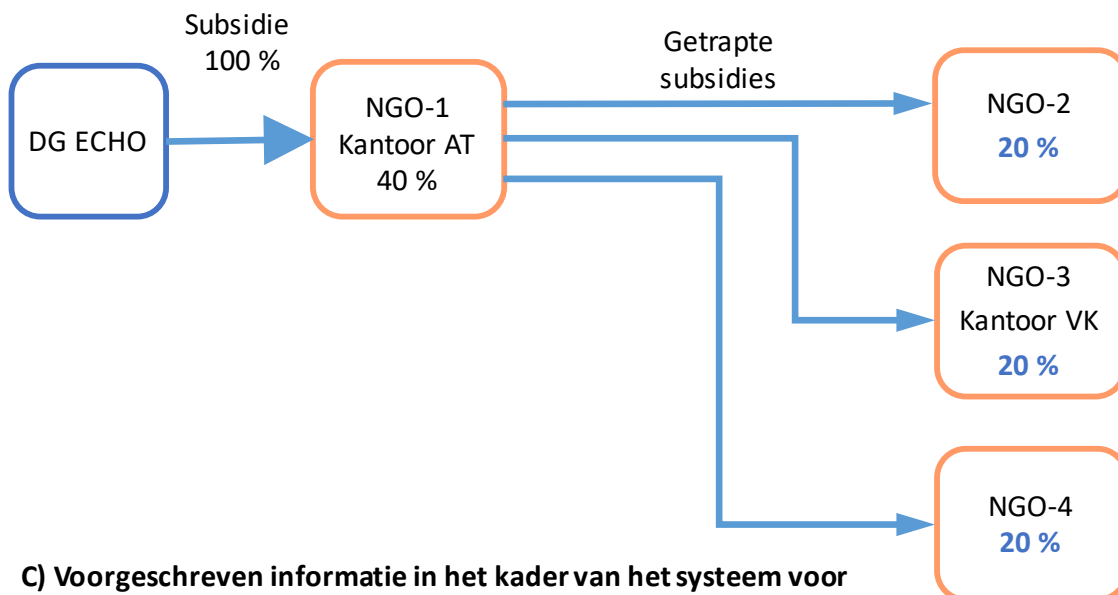 Subsidie
100 %
DG ECHO
NGO-1
Kantoor AT
40 %
Getrapte
subsidies
NGO-2
20 %
NGO-3
Kantoor VK
20 %
NGO-4
20 %
C) Voorgeschreven informatie in het kader van het systeem voor